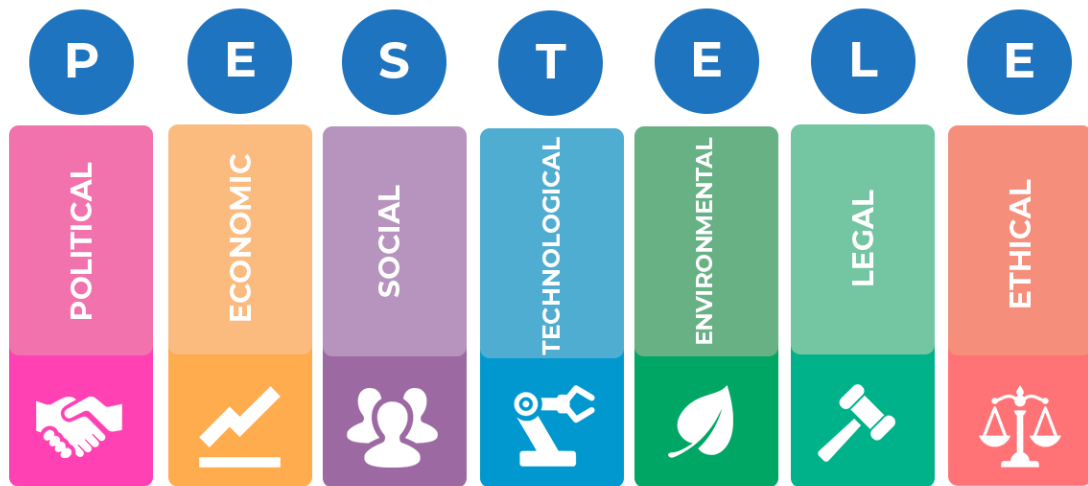 P E S T E L E
POLITICAL
ECONOMIC
SOCIAL
TECHNOLOGICAL
ENVIRONMENTAL
LEGAL
ETHICAL